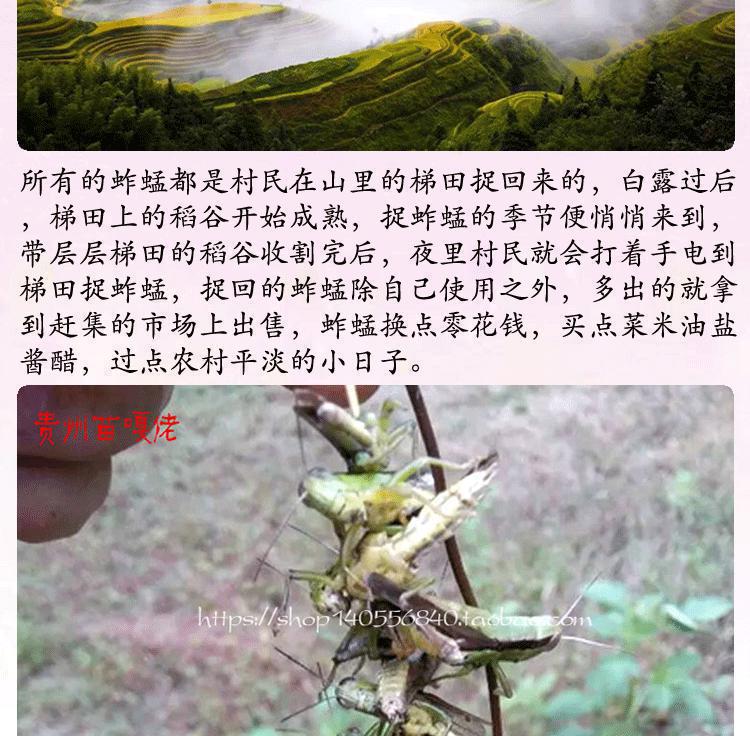 所有的蚱蜢都是村民在山里的梯田捉回来的，白露过后
，梯田上的稻谷开始成熟，捉蚱蜢的季节便悄悄来到，
带层层梯田的稻谷收割完后，夜里村民就会打着手电到
梯田捉蚱蜢，捉回的蚱蜢除自己使用之外，多出的就拿
到赶集的市场上出售，蚱蜢换点零花钱，买点菜米油盐
酱醋，过点农村平淡的小日子。
贵州苗嘎佬
https://shop140556840.taobao.com